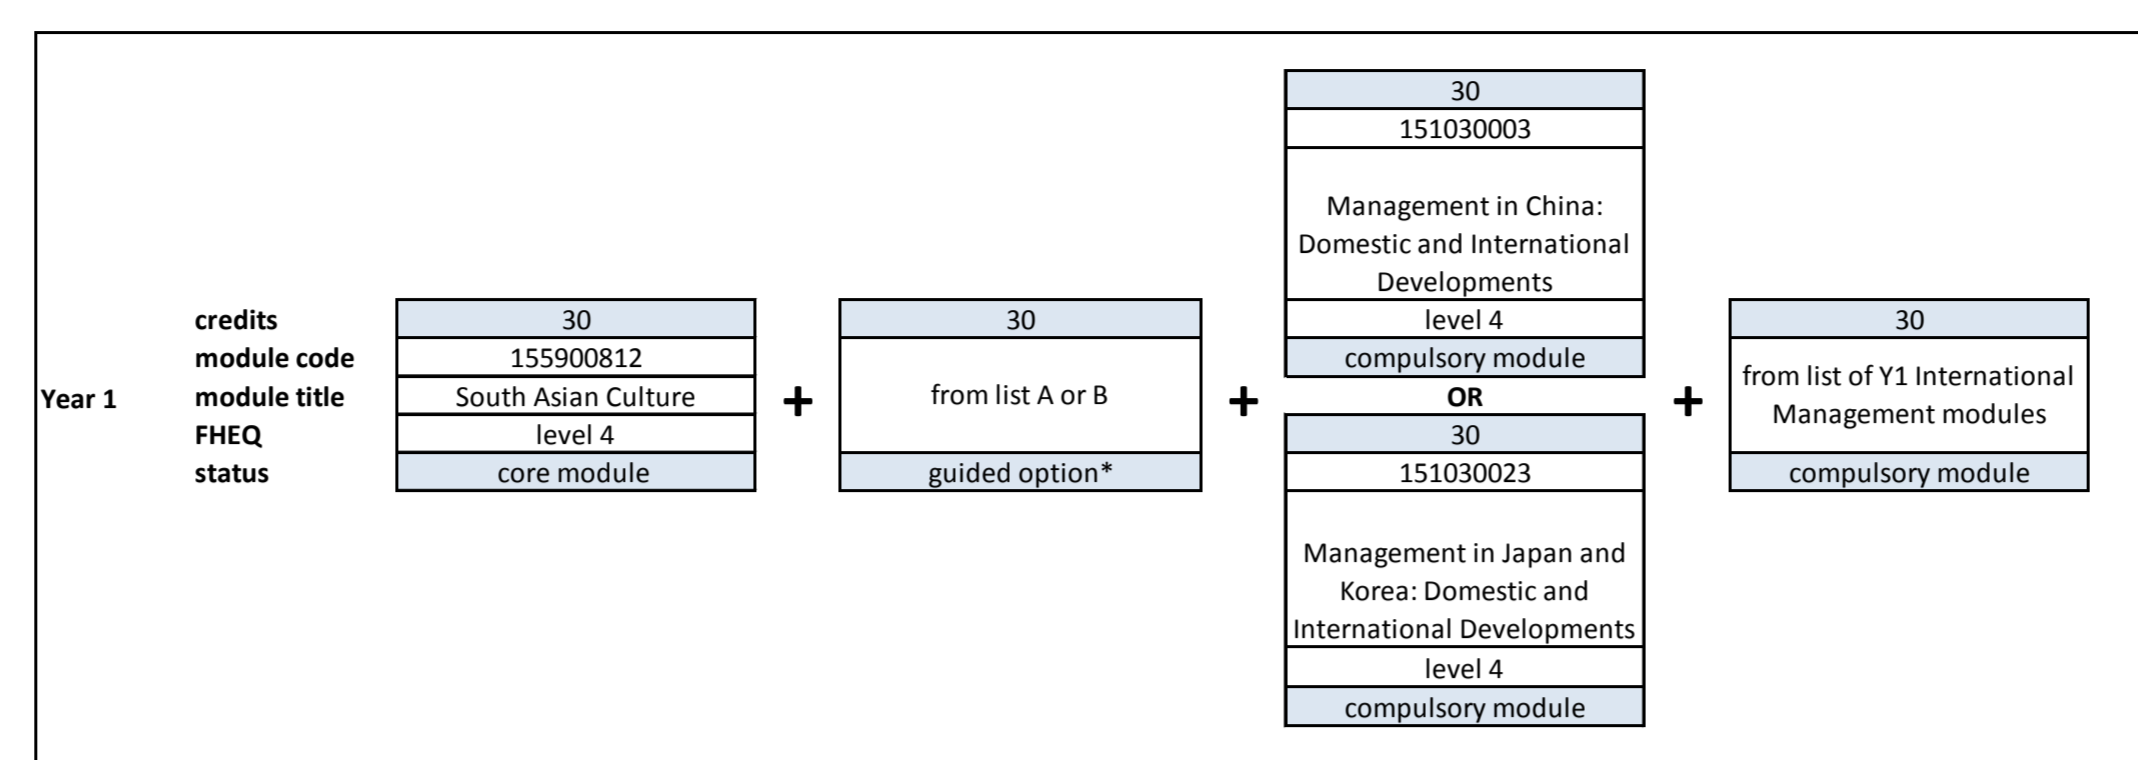 Year 1
credits
module code
module title
FHEQ
status
30
155900812
South Asian Culture
level 4
core module
+
30
from list A or B
guided option*
+
30
151030003
Management in China:
Domestic and International
Developments
level 4
compulsory module
OR
30
151030023
Management in Japan and
Korea: Domestic and
International Developments
level 4
compulsory module
+
30
from list of Y1 International
Management modules
compulsory module